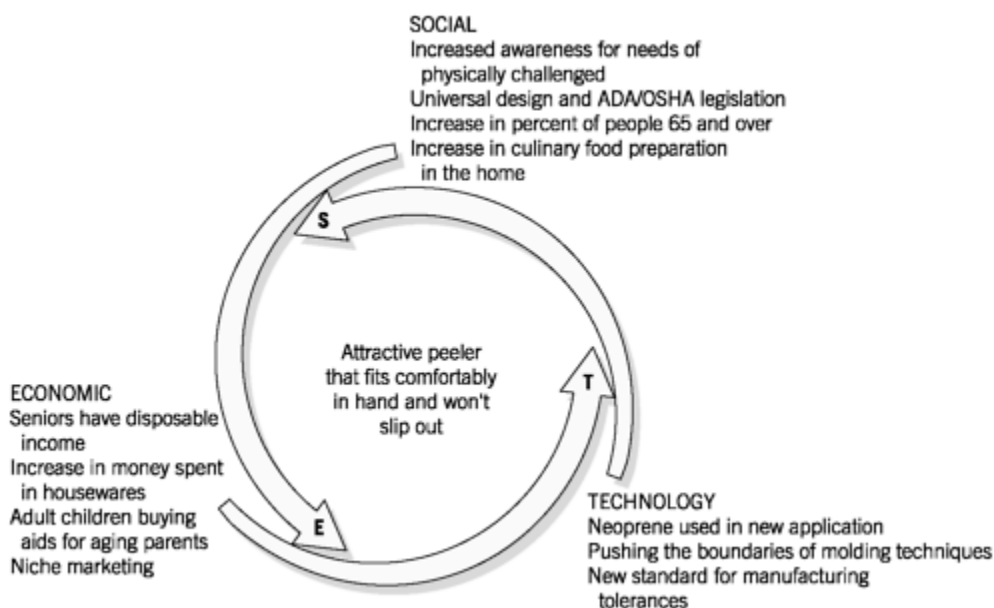 SOCIAL
Increased awareness for needs of
physically challenged
Universal design and ADA/OSHA legislation
Increase in percent of people 65 and over
Increase in culinary food preparation
in the home
S
Attractive peeler
that fits comfortably
in hand and won't
slip out
T
ECONOMIC
Seniors have disposable
income
Increase in money spent
in housewares
Adult children buying
aids for aging parents
Niche marketing
E
TECHNOLOGY
Neoprene used in new application
Pushing the boundaries of molding techniques
New standard for manufacturing
tolerances